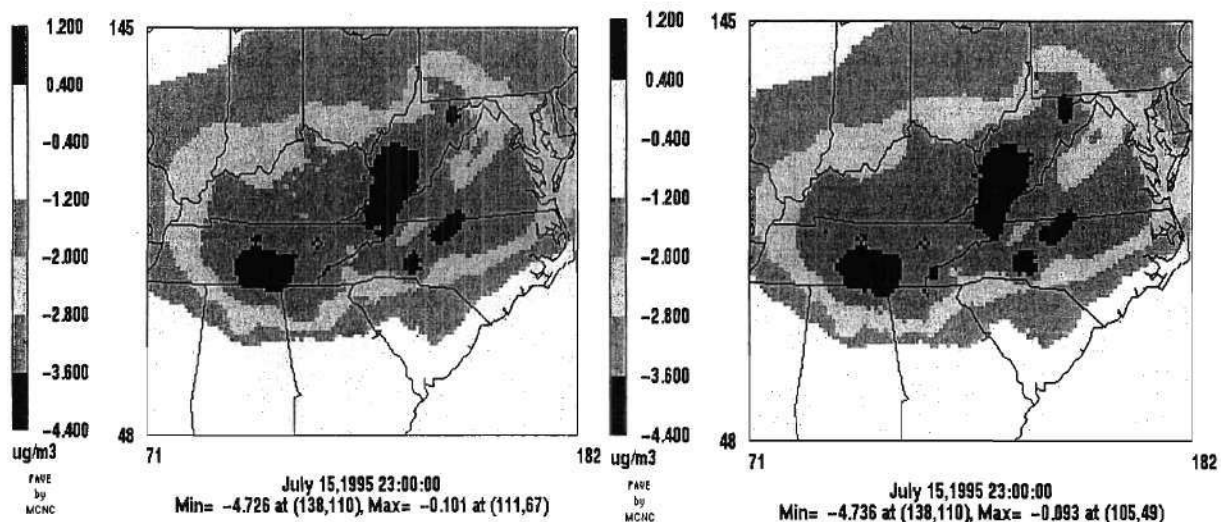 1.200
0.400
-0.400
-1.200
-2.000
-2.800
-3.600
-4.400
ug/m3
PAVE
by
MCNC
145
48
71
182
July 15,1995 23:00:00
Min= -4.726 at (138,110), Max= -0.101 at (111,67)
1.200
0.400
-0.400
-1.200
-2.000
-2.800
-3.600
-4.400
ug/m3
PAVE
by
MCNC
145
48
71
182
July 15,1995 23:00:00
Min= -4.736 at (138,110), Max= -0.093 at (105,49)